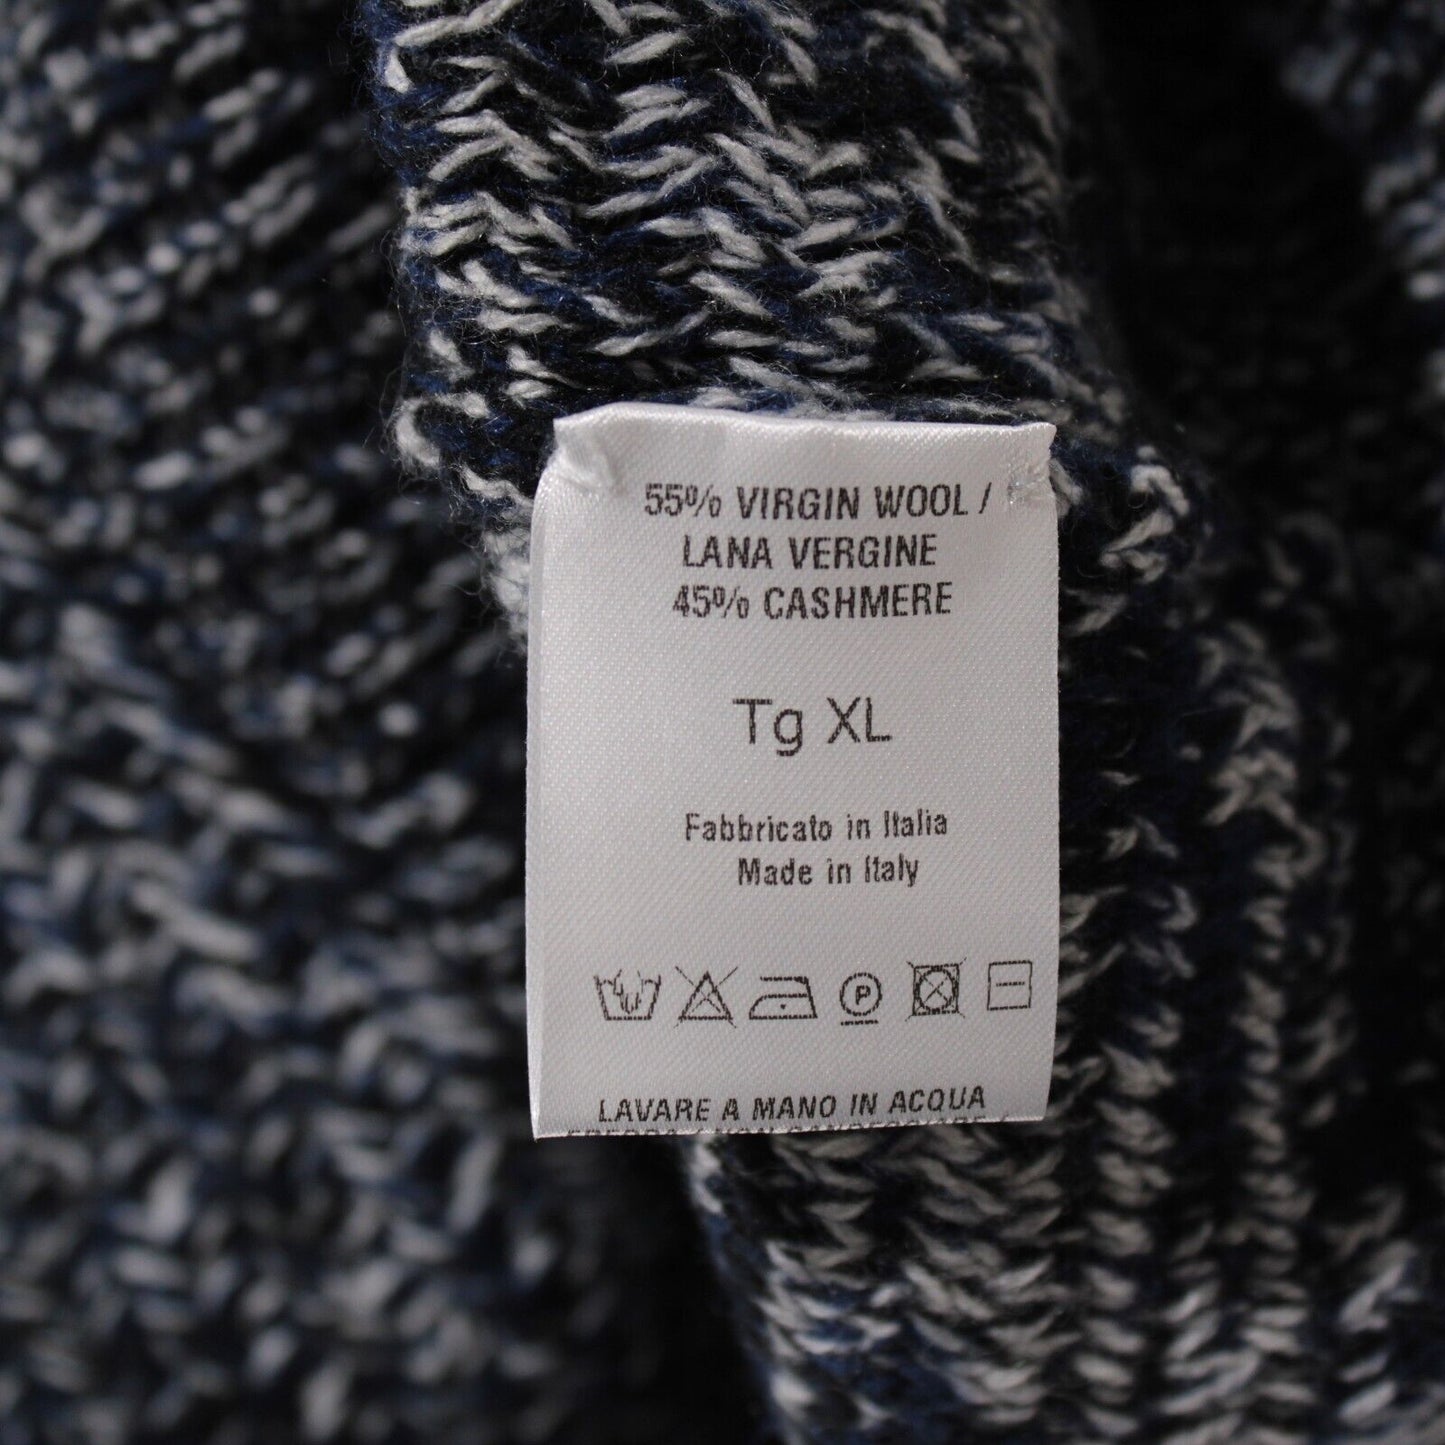 55% VIRGIN WOOL /
LANA VERGINE
45% CASHMERE
Tg XL
Fabbricato in Italia
Made in Italy
P
LAVARE A MANO IN ACQUA